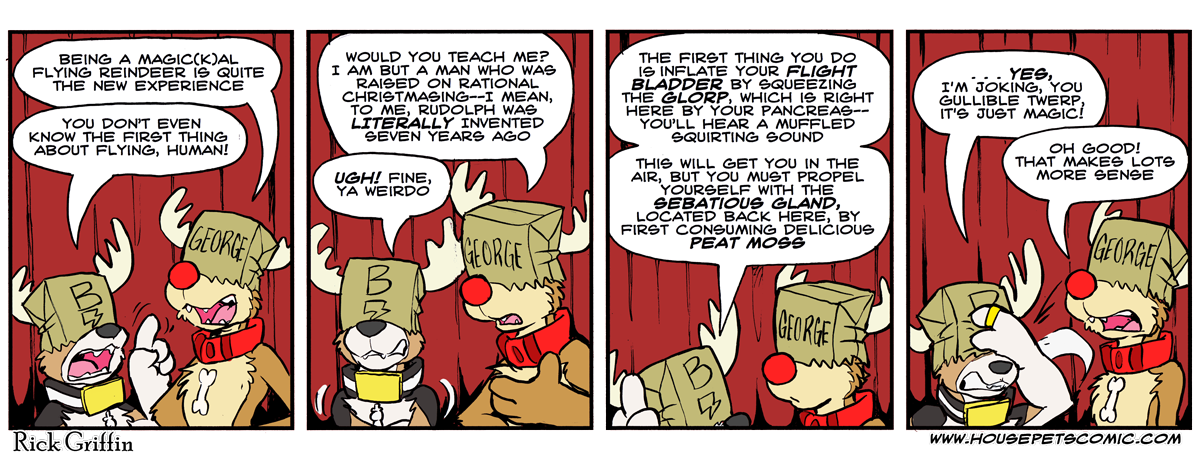 BEING A MAGIC(K)AL
FLYING REINDEER IS QUITE
THE NEW EXPERIENCE
YOU DON'T EVEN
KNOW THE FIRST THING
ABOUT FLYING, HUMAN!
B
GEORGE
WOULD YOU TEACH ME?
I AM BUT A MAN WHO WAS
RAISED ON RATIONAL
CHRISTMASING--I MEAN,
TO ME, RUDOLPH WAS
LITERALLY INVENTED
SEVEN YEARS AGO
UGH! FINE,
YA WEIRDO
B
GEORGE
THE FIRST THING YOU DO
IS INFLATE YOUR FLIGHT
BLADDER BY SQUEEZING
THE GLORP, WHICH IS RIGHT
HERE BY YOUR PANCREAS--
YOU'LL HEAR A MUFFLED
SQUIRTING SOUND
THIS WILL GET YOU IN THE
AIR, BUT YOU MUST PROPEL
YOURSELF WITH THE
SEBATIOUS GLAND,
LOCATED BACK HERE, BY
FIRST CONSUMING DELICIOUS
PEAT MOSS
B
GEORGE
. . . YES,
I'M JOKING, YOU
GULLIBLE TWERP,
IT'S JUST MAGIC!
OH GOOD!
THAT MAKES LOTS
MORE SENSE
B
GEORGE
Rick Griffin
WWW.HOUSEPETSCOMIC.COM